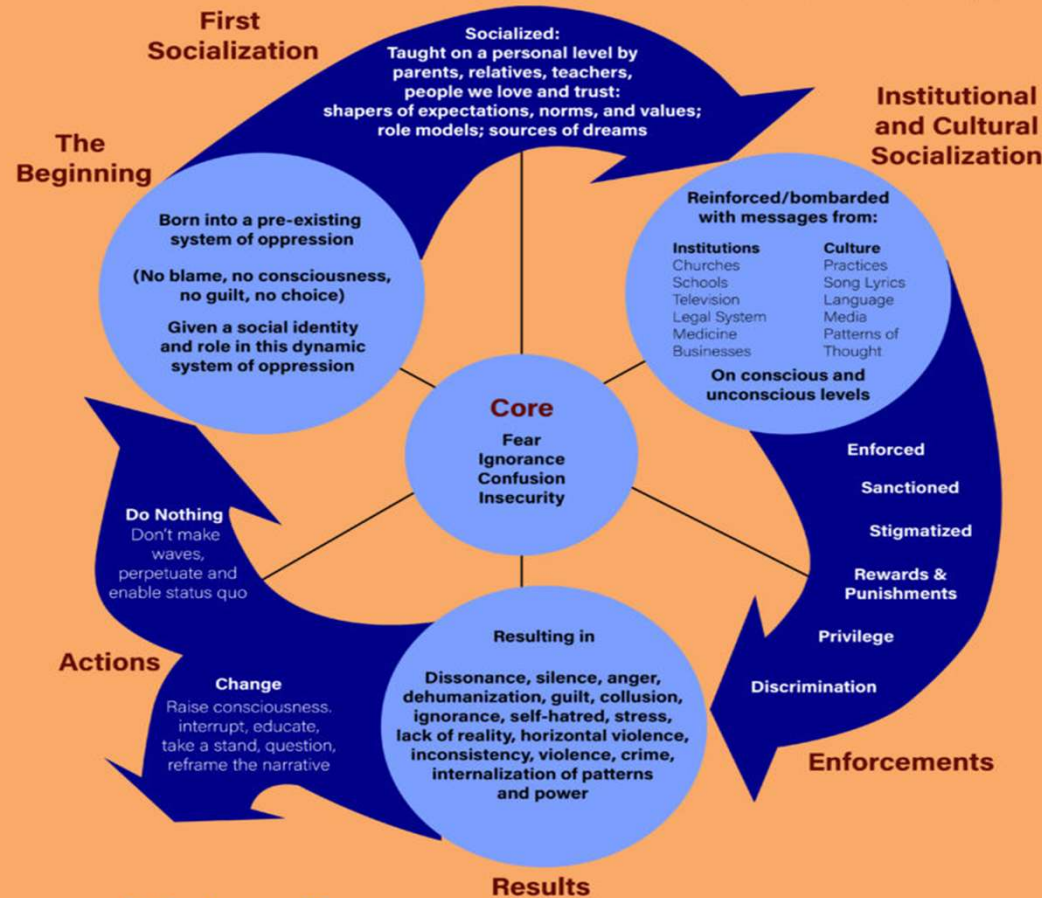 First
Socialization
Socialized:
Taught on a personal level by
parents, relatives, teachers,
people we love and trust:
shapers of expectations, norms, and values;
role models; sources of dreams
Institutional
and Cultural
Socialization
The
Beginning
Born into a pre-existing
system of oppression
(No blame, no consciousness,
no guilt, no choice)
Given a social identity
and role in this dynamic
system of oppression
Reinforced/bombarded
with messages from:
Institutions
Churches
Schools
Television
Legal System
Medicine
Businesses
Culture
Practices
Song Lyrics
Language
Media
Patterns of
Thought
On conscious and
unconscious levels
Core
Fear
Ignorance
Confusion
Insecurity
Enforced
Sanctioned
Stigmatized
Rewards &
Punishments
Privilege
Discrimination
Enforcements
Resulting in
Dissonance, silence, anger,
dehumanization, guilt, collusion,
ignorance, self-hatred, stress,
lack of reality, horizontal violence,
inconsistency, violence, crime,
internalization of patterns
and power
Results
Actions
Do Nothing
Don't make
waves,
perpetuate and
enable status quo
Change
Raise consciousness.
interrupt, educate,
take a stand, question,
reframe the narrative